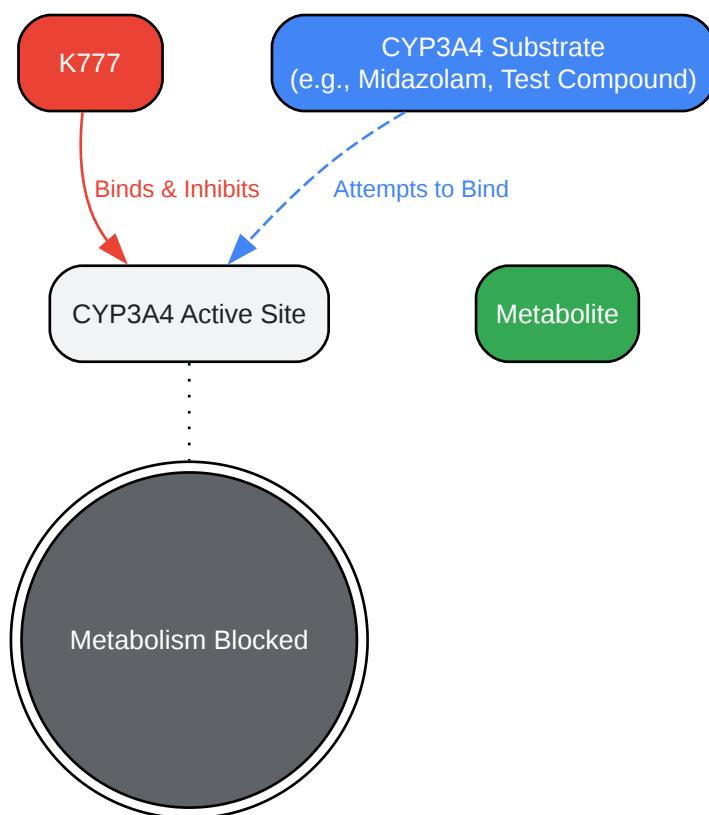 K777
CYP3A4 Substrate
(e.g., Midazolam, Test Compound)
Binds & Inhibits
Attempts to Bind
CYP3A4 Active Site
Metabolite
Metabolism Blocked